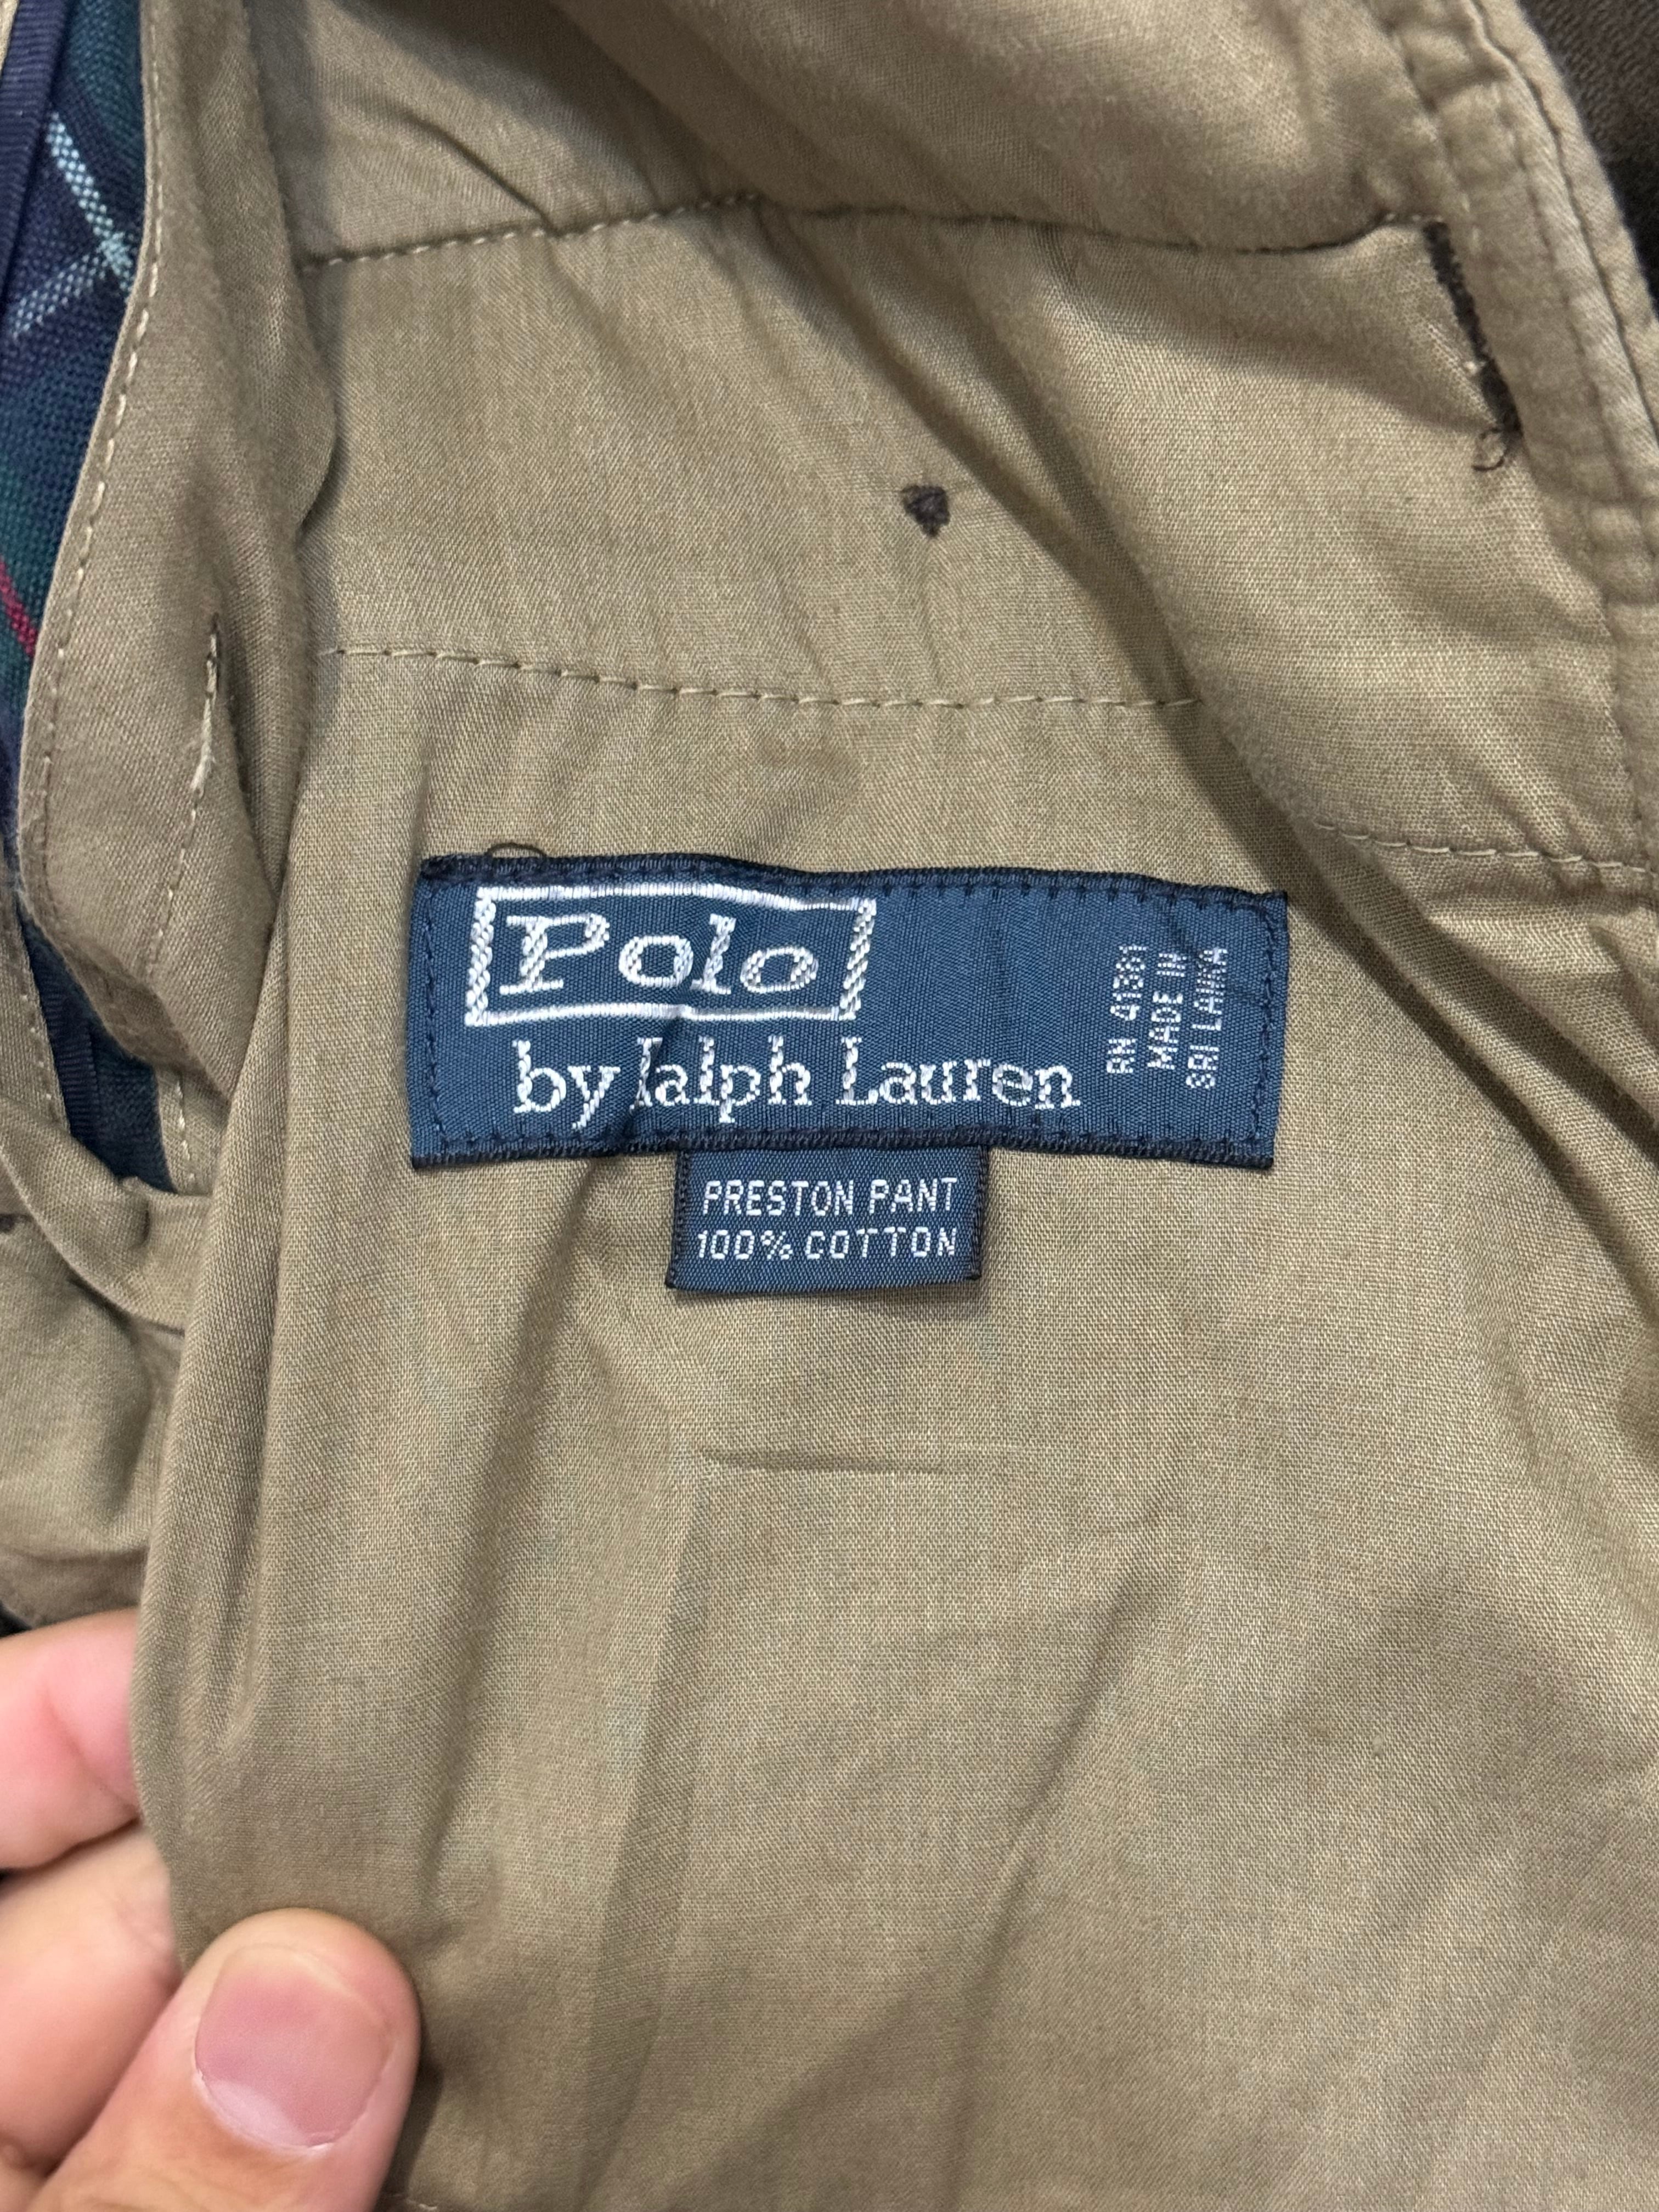 Polo
by Ralph Lauren
RN 41381
MADE IN
SRI LANKA
PRESTON PANT
100% COTTON